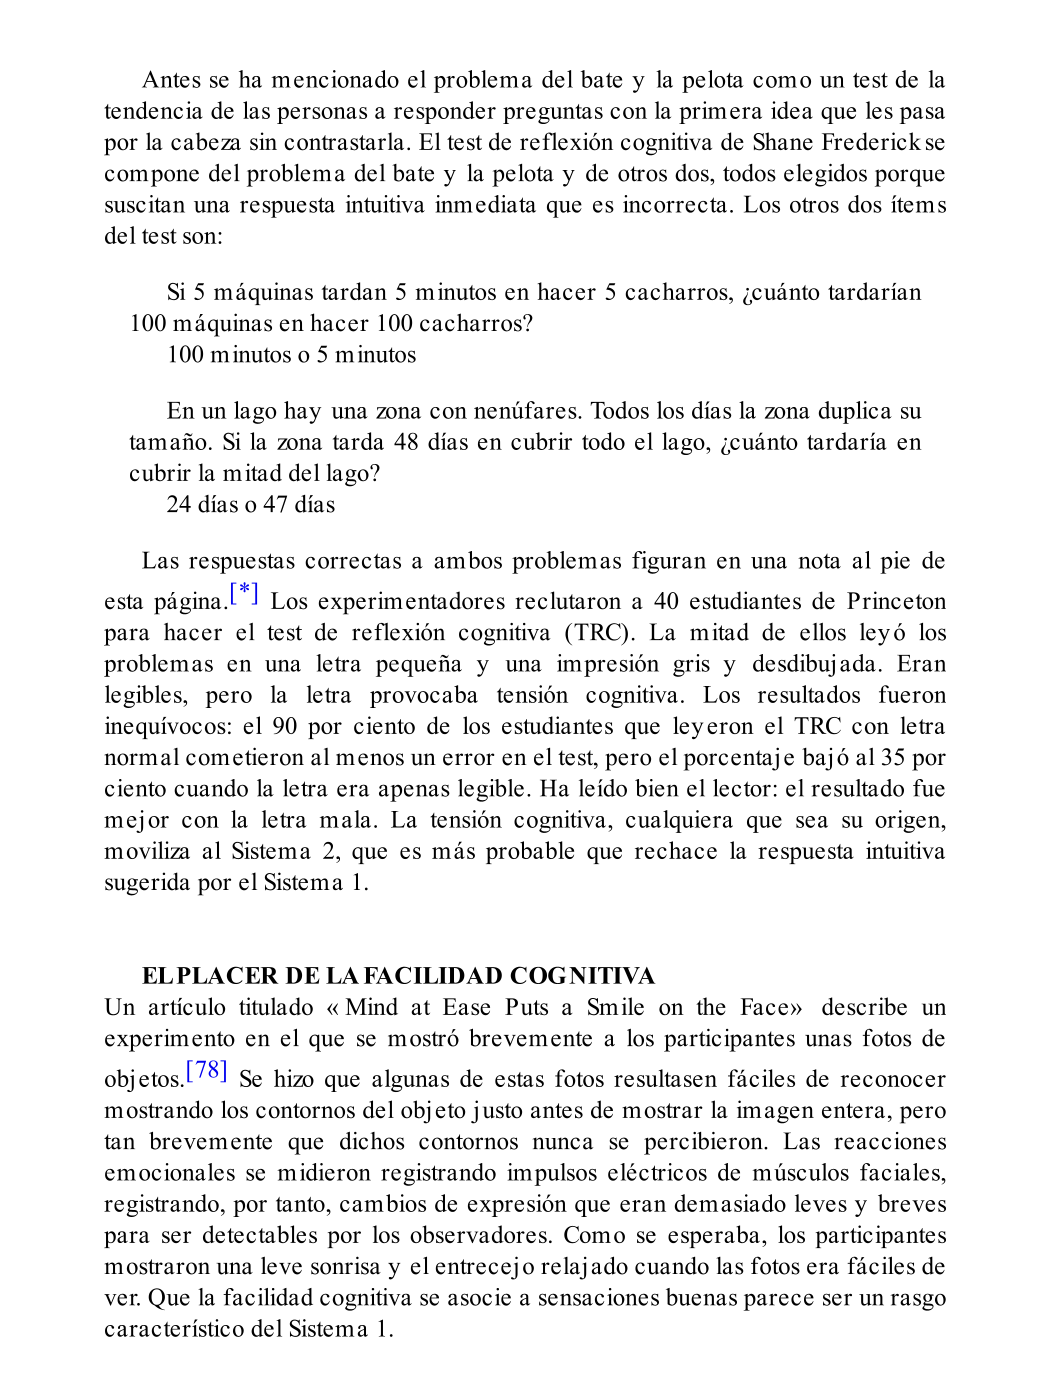 Antes se ha mencionado el problema del bate y la pelota como un test de la
tendencia de las personas a responder preguntas con la primera idea que les pasa
por la cabeza sin contrastarla. El test de reflexión cognitiva de Shane Frederick se
compone del problema del bate y la pelota y de otros dos, todos elegidos porque
suscitan una respuesta intuitiva inmediata que es incorrecta. Los otros dos ítems
del test son:
Si 5 máquinas tardan 5 minutos en hacer 5 cacharros, ¿cuánto tardarían
100 máquinas en hacer 100 cacharros?
100 minutos o 5 minutos
En un lago hay una zona con nenúfares. Todos los días la zona duplica su
tamaño. Si la zona tarda 48 días en cubrir todo el lago, ¿cuánto tardaría en
cubrir la mitad del lago?
24 días o 47 días
Las respuestas correctas a ambos problemas figuran en una nota al pie de
esta página.[*] Los experimentadores reclutaron a 40 estudiantes de Princeton
para hacer el test de reflexión cognitiva (TRC). La mitad de ellos leyó los
problemas en una letra pequeña y una impresión gris y desdibujada. Eran
legibles, pero la letra provocaba tensión cognitiva. Los resultados fueron
inequívocos: el 90 por ciento de los estudiantes que leyeron el TRC con letra
normal cometieron al menos un error en el test, pero el porcentaje bajó al 35 por
ciento cuando la letra era apenas legible. Ha leído bien el lector: el resultado fue
mejor con la letra mala. La tensión cognitiva, cualquiera que sea su origen,
moviliza al Sistema 2, que es más probable que rechace la respuesta intuitiva
sugerida por el Sistema 1.
EL PLACER DE LA FACILIDAD COGNITIVA
Un artículo titulado «Mind at Ease Puts a Smile on the Face» describe un
experimento en el que se mostró brevemente a los participantes unas fotos de
objetos.[78] Se hizo que algunas de estas fotos resultasen fáciles de reconocer
mostrando los contornos del objeto justo antes de mostrar la imagen entera, pero
tan brevemente que dichos contornos nunca se percibieron. Las reacciones
emocionales se midieron registrando impulsos eléctricos de músculos faciales,
registrando, por tanto, cambios de expresión que eran demasiado leves y breves
para ser detectables por los observadores. Como se esperaba, los participantes
mostraron una leve sonrisa y el entrecejo relajado cuando las fotos era fáciles de
ver. Que la facilidad cognitiva se asocie a sensaciones buenas parece ser un rasgo
característico del Sistema 1.